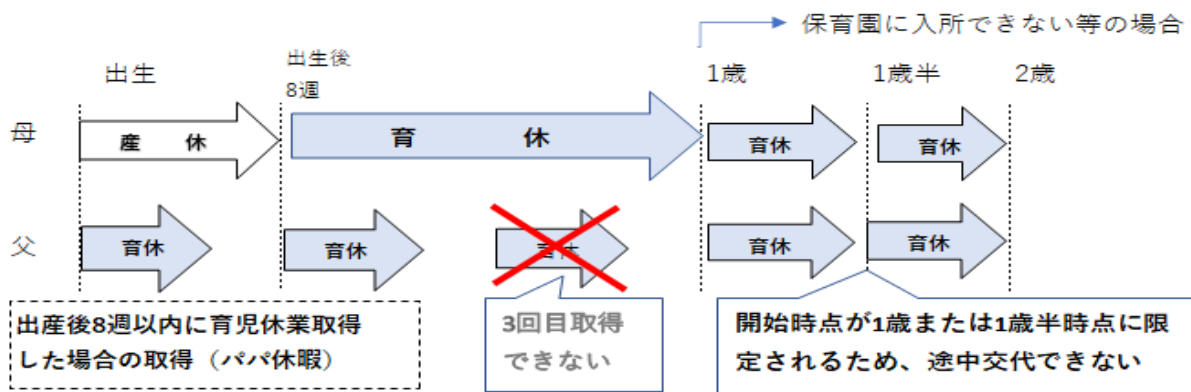 保育園に入所できない等の場合
出生
出生後
8週
1歳
1歳半
2歳
母
産 休
育 休
育休
育休
父
育休
育休
育休
育休
育休
出産後8週以内に育児休業取得
した場合の取得（パパ休暇）
3回目取得
できない
開始時点が1歳または1歳半時点に限
定されるため、途中交代できない